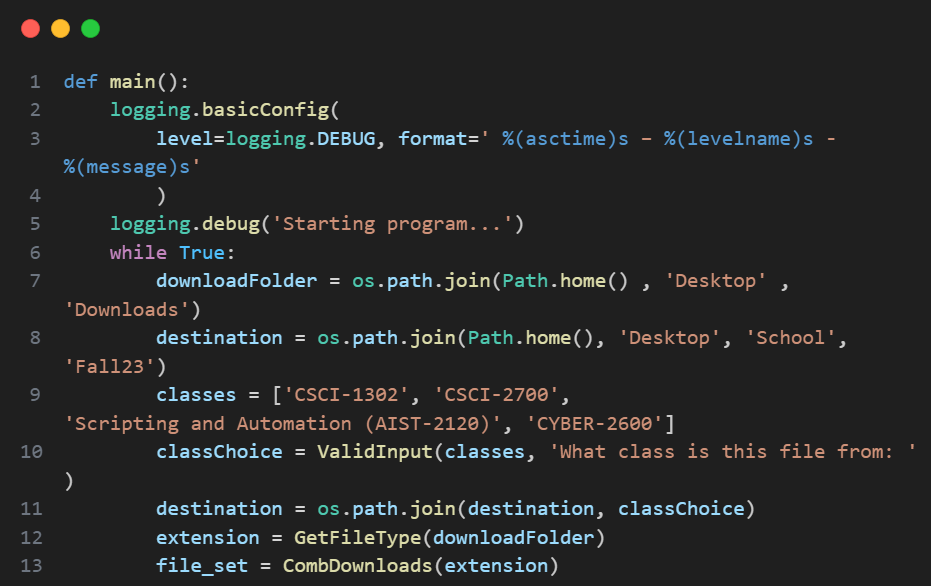 1 def main():
2     logging.basicConfig(
3         level=logging.DEBUG, format=' %(asctime)s – %(levelname)s -
%(message)s'
4         )
5     logging.debug('Starting program...')
6     while True:
7         downloadFolder = os.path.join(Path.home() , 'Desktop' ,
'Downloads')
8         destination = os.path.join(Path.home(), 'Desktop', 'School',
'Fall23')
9         classes = ['CSCI-1302', 'CSCI-2700',
'Scripting and Automation (AIST-2120)', 'CYBER-2600']
10         classChoice = ValidInput(classes, 'What class is this file from: '
)
11         destination = os.path.join(destination, classChoice)
12         extension = GetFileType(downloadFolder)
13         file_set = CombDownloads(extension)